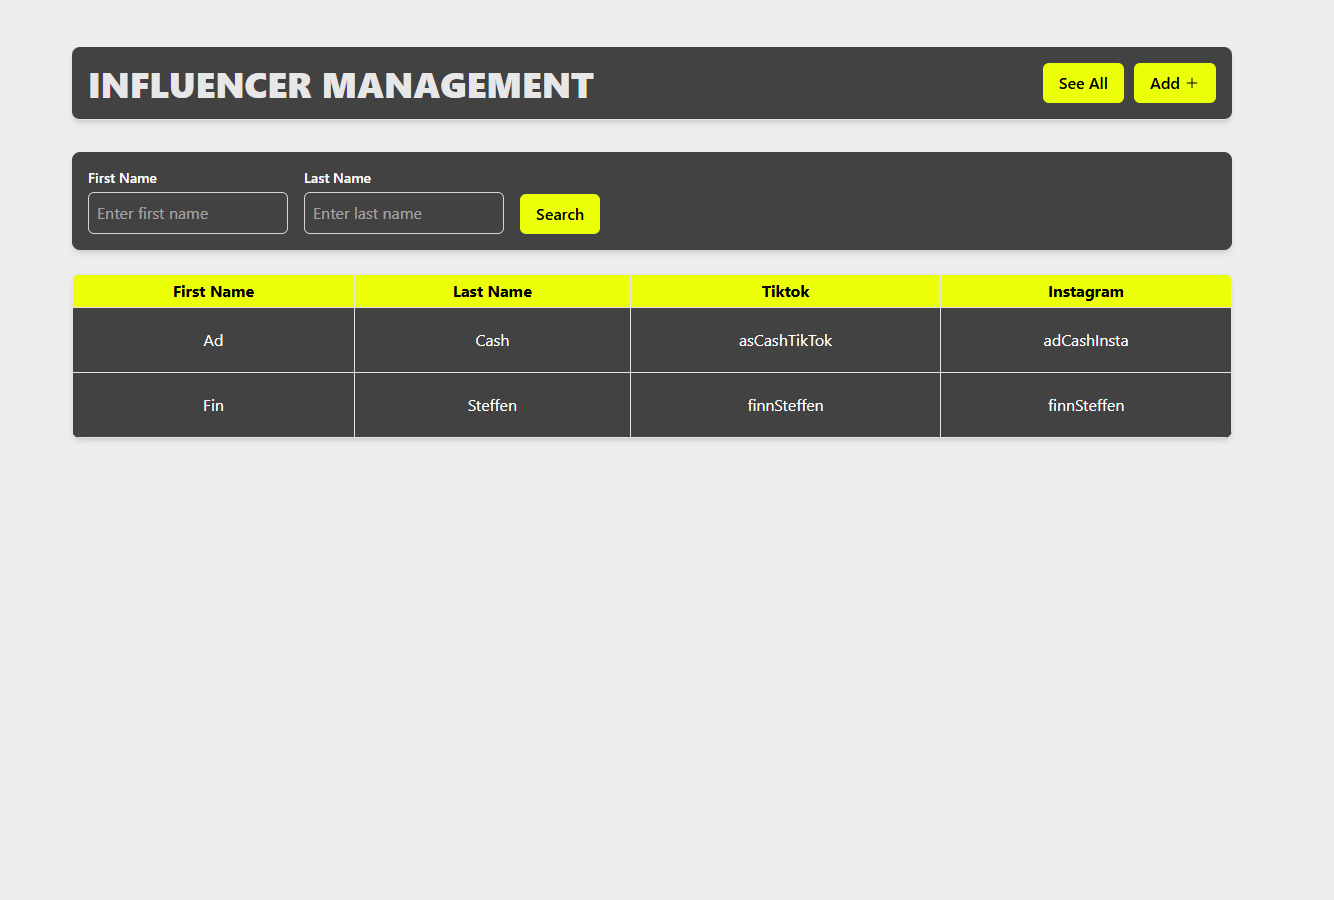 INFLUENCER MANAGEMENT
See All
Add +
First Name
Last Name
Enter first name
Enter last name
Search
First Name Last Name Tiktok Instagram
Ad Cash asCashTikTok adCashInsta
Fin Steffen finnSteffen finnSteffen